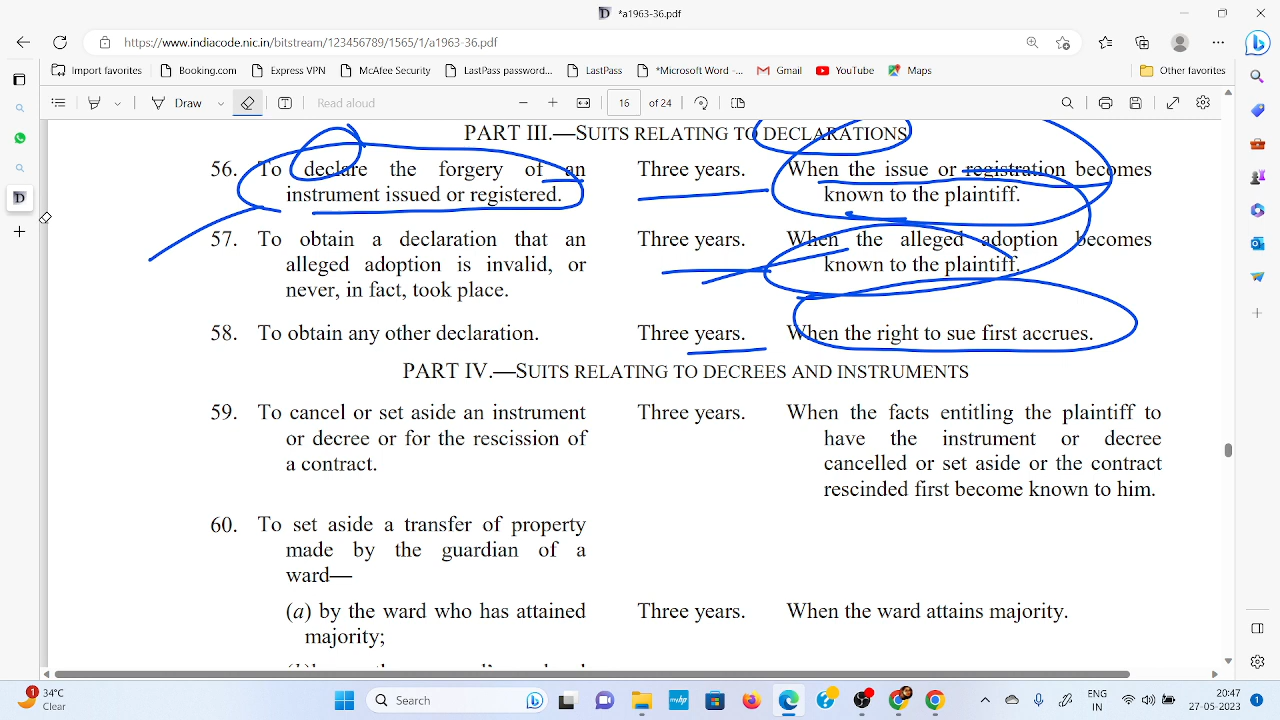 *a1963-36.pdf
https://www.indiacode.nic.in/bitstream/123456789/1565/1/a1963-36.pdf
Import favorites Booking.com Express VPN McAfee Security LastPass password... LastPass *Microsoft Word -... Gmail YouTube Maps Other favorites
Draw Read aloud 16 of 24
PART III.—SUITS RELATING TO DECLARATIONS
56. To declare the forgery of an Three years. When the issue or registration becomes
instrument issued or registered. known to the plaintiff.
57. To obtain a declaration that an Three years. When the alleged adoption becomes
alleged adoption is invalid, or known to the plaintiff.
never, in fact, took place.
58. To obtain any other declaration. Three years. When the right to sue first accrues.
PART IV.—SUITS RELATING TO DECREES AND INSTRUMENTS
59. To cancel or set aside an instrument Three years. When the facts entitling the plaintiff to
or decree or for the rescission of have the instrument or decree
a contract. cancelled or set aside or the contract
rescinded first become known to him.
60. To set aside a transfer of property
made by the guardian of a
ward—
(a) by the ward who has attained Three years. When the ward attains majority.
majority;
1 34°C
Clear
Search
ENG
IN
20:47
27-05-2023
1